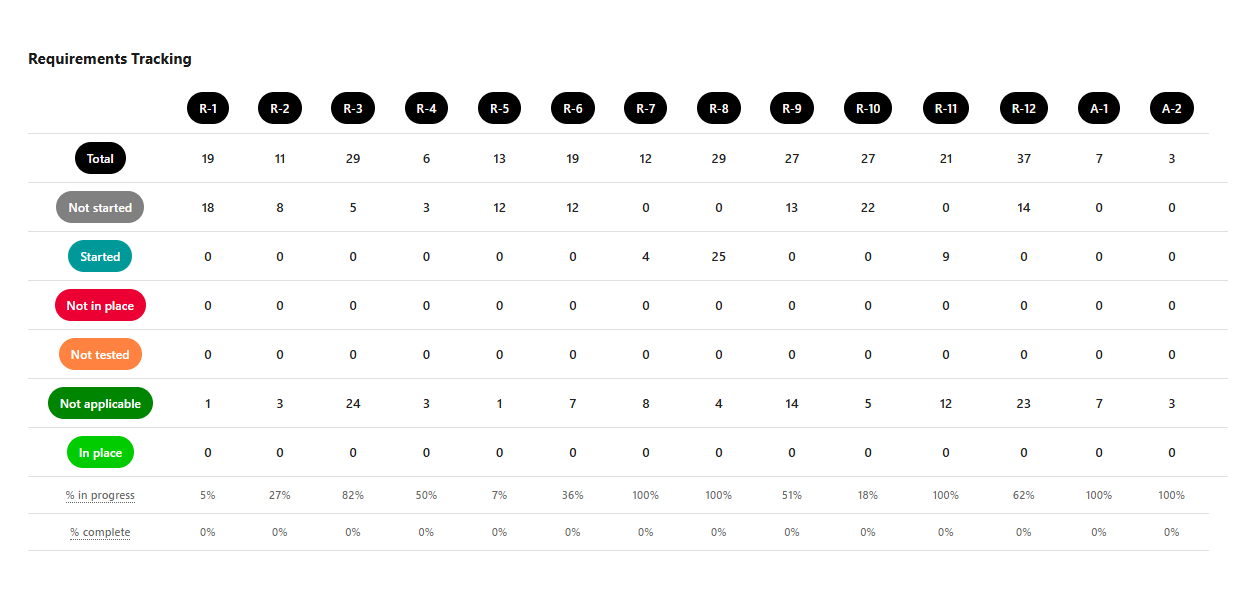 Requirements Tracking
R-1 R-2 R-3 R-4 R-5 R-6 R-7 R-8 R-9 R-10 R-11 R-12 A-1 A-2
Total 19 11 29 6 13 19 12 29 27 27 21 37 7 3
Not started 18 8 5 3 12 12 0 0 13 22 0 14 0 0
Started 0 0 0 0 0 0 4 25 0 0 9 0 0 0
Not in place 0 0 0 0 0 0 0 0 0 0 0 0 0 0
Not tested 0 0 0 0 0 0 0 0 0 0 0 0 0 0
Not applicable 1 3 24 3 1 7 8 4 14 5 12 23 7 3
In place 0 0 0 0 0 0 0 0 0 0 0 0 0 0
% in progress 5% 27% 82% 50% 7% 36% 100% 100% 51% 18% 100% 62% 100% 100%
% complete 0% 0% 0% 0% 0% 0% 0% 0% 0% 0% 0% 0% 0% 0%